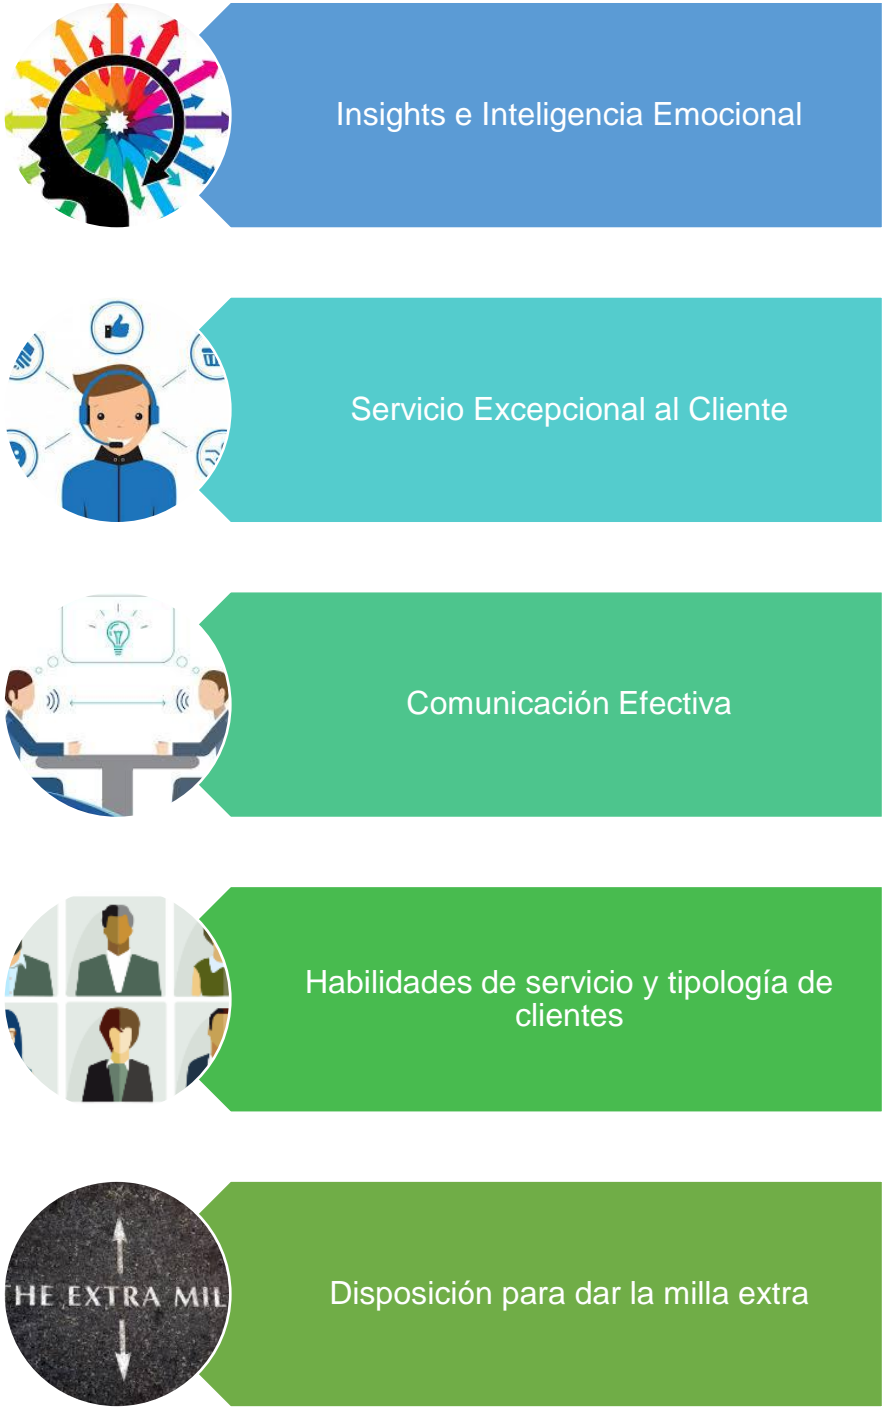 Insights e Inteligencia Emocional
Servicio Excepcional al Cliente
Comunicación Efectiva
Habilidades de servicio y tipología de
clientes
HE EXTRA MIL
Disposición para dar la milla extra